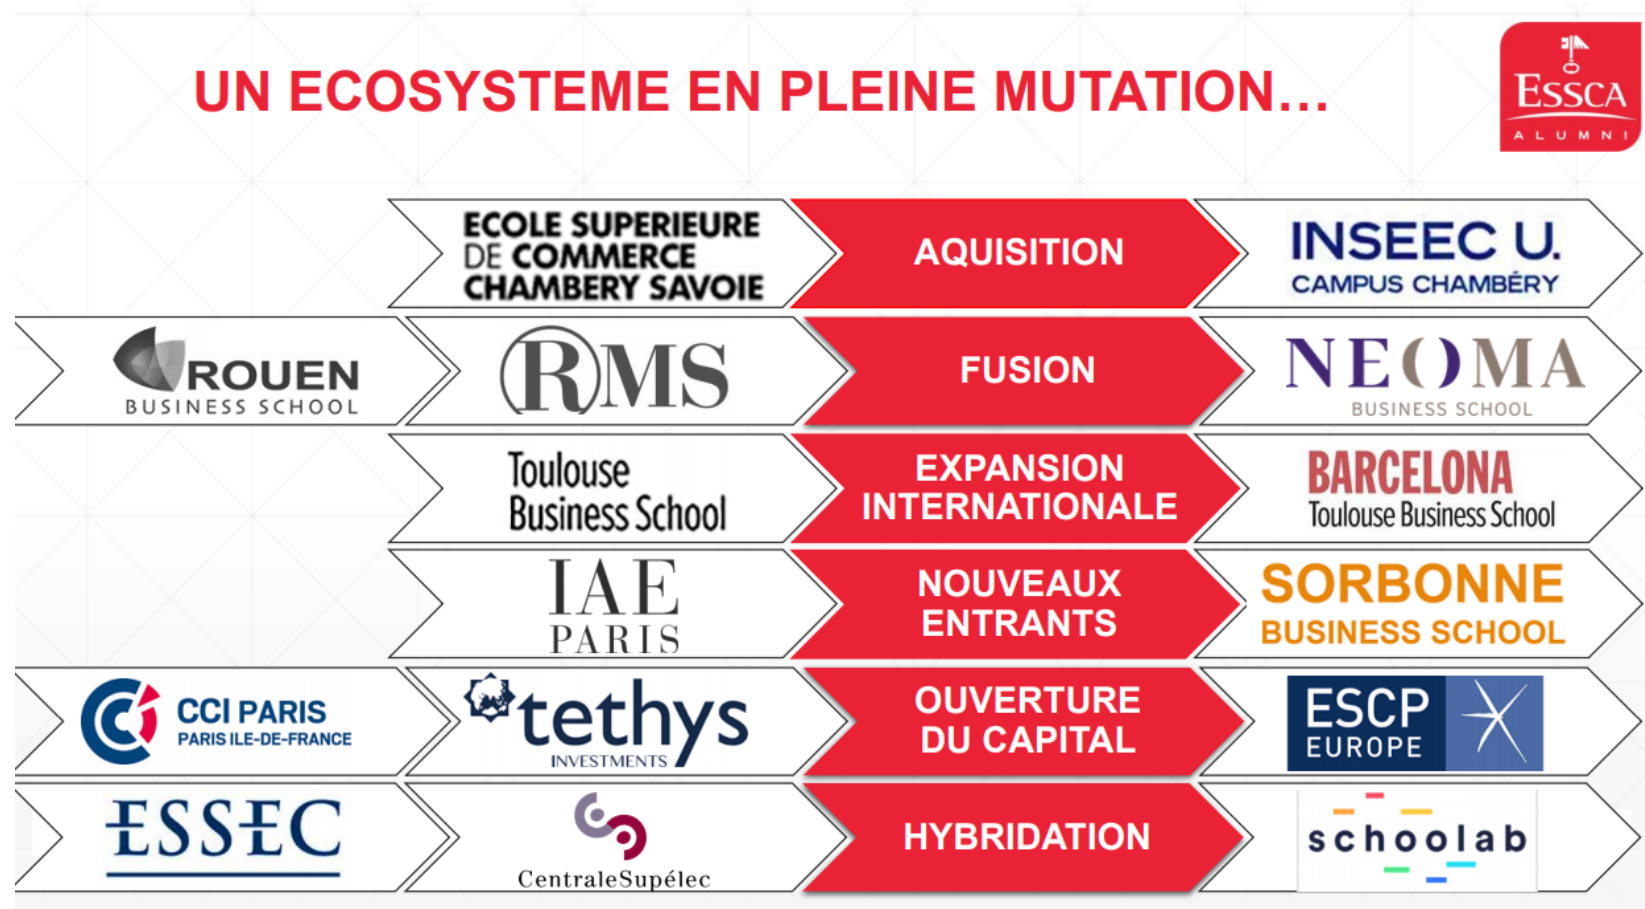 UN ECOSYSTEME EN PLEINE MUTATION...
ESSCA
ALUMNI
ECOLE SUPERIEURE
DE COMMERCE
CHAMBERY SAVOIE
AQUISITION
INSEEC U.
CAMPUS CHAMBÉRY
ROUEN
BUSINESS SCHOOL
RMS
FUSION
NEOMA
BUSINESS SCHOOL
Toulouse
Business School
EXPANSION
INTERNATIONALE
BARCELONA
Toulouse Business School
IAE
PARIS
NOUVEAUX
ENTRANTS
SORBONNE
BUSINESS SCHOOL
CCI PARIS
PARIS ILE-DE-FRANCE
tethys
INVESTMENTS
OUVERTURE
DU CAPITAL
ESCP
EUROPE
ESSEC
CentraleSupélec
HYBRIDATION
schoolab